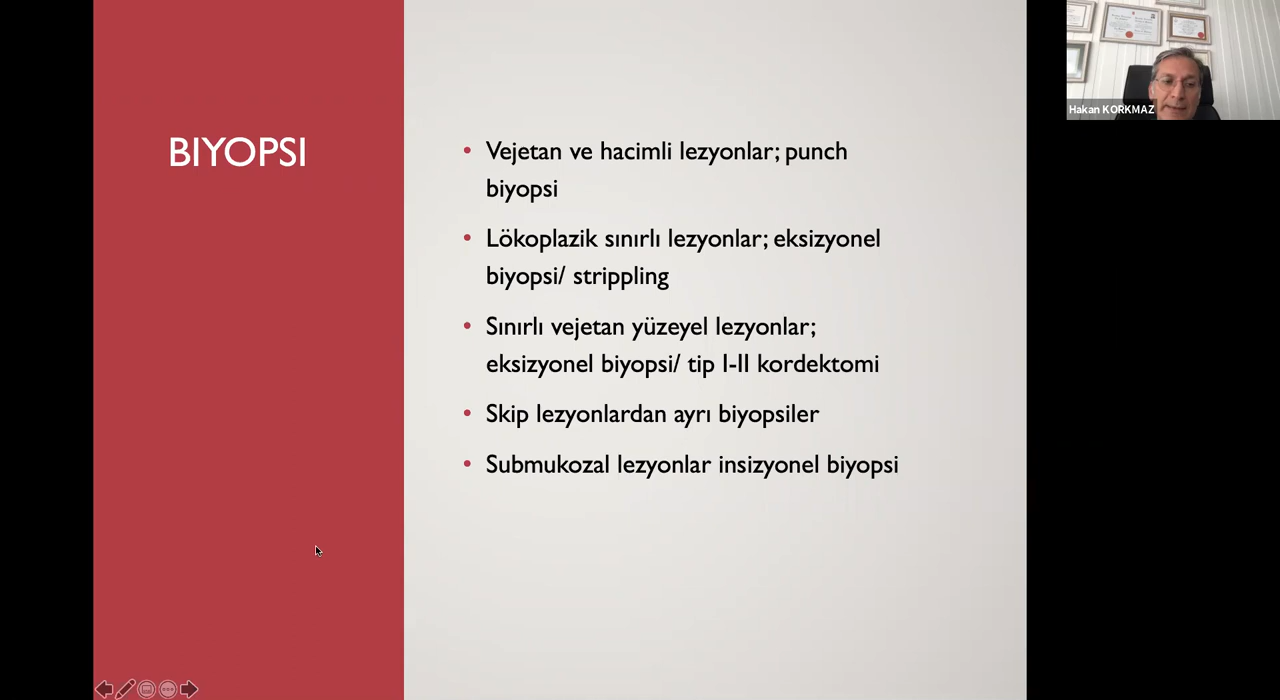 BIYOPSI
• Vejetan ve hacimli lezyonlar; punch
biyopsi
• Lökoplazik sınırlı lezyonlar; eksizyonel
biyopsi/ strippling
• Sınırlı vejetan yüzeyel lezyonlar;
eksizyonel biyopsi/ tip I-II kordektomi
• Skip lezyonlardan ayrı biyopsiler
• Submukozal lezyonlar insizyonel biyopsi
Hakan KORKMAZ